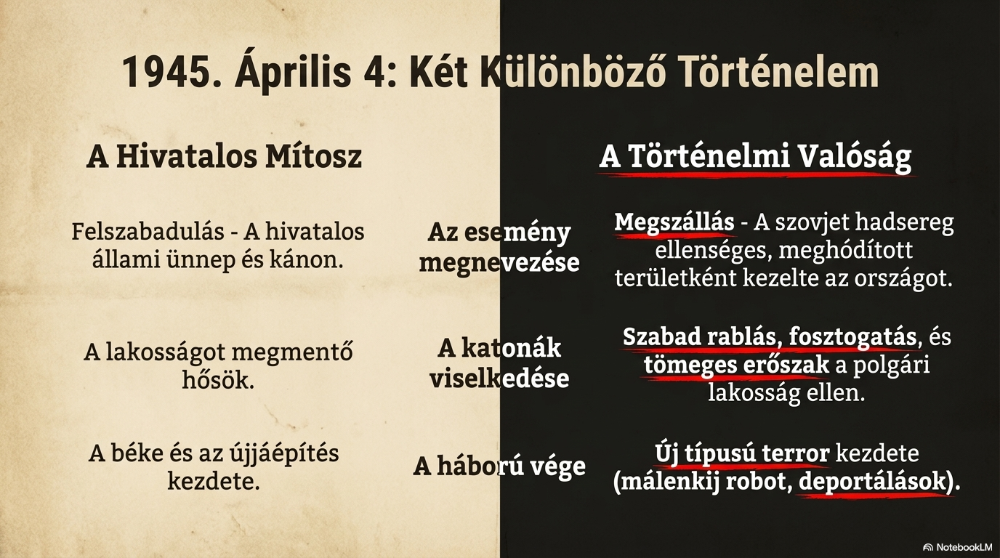 1945. Április 4: Két Különböző Történelem
A Hivatalos Mítosz
A Történelmi Valóság
Felszabadulás - A hivatalos
állami ünnep és kánon.
Az esemény
megnevezése
Megszállás - A szovjet hadsereg
ellenséges, meghódított
területként kezelte az országot.
A lakosságot megmentő
hősök.
A katonák
viselkedése
Szabad rablás, fosztogatás, és
tömeges erőszak a polgári
lakosság ellen.
A béke és az újjáépítés
kezdete.
A háború vége
Új típusú terror kezdete
(málenkij robot, deportálások).
NotebookLM